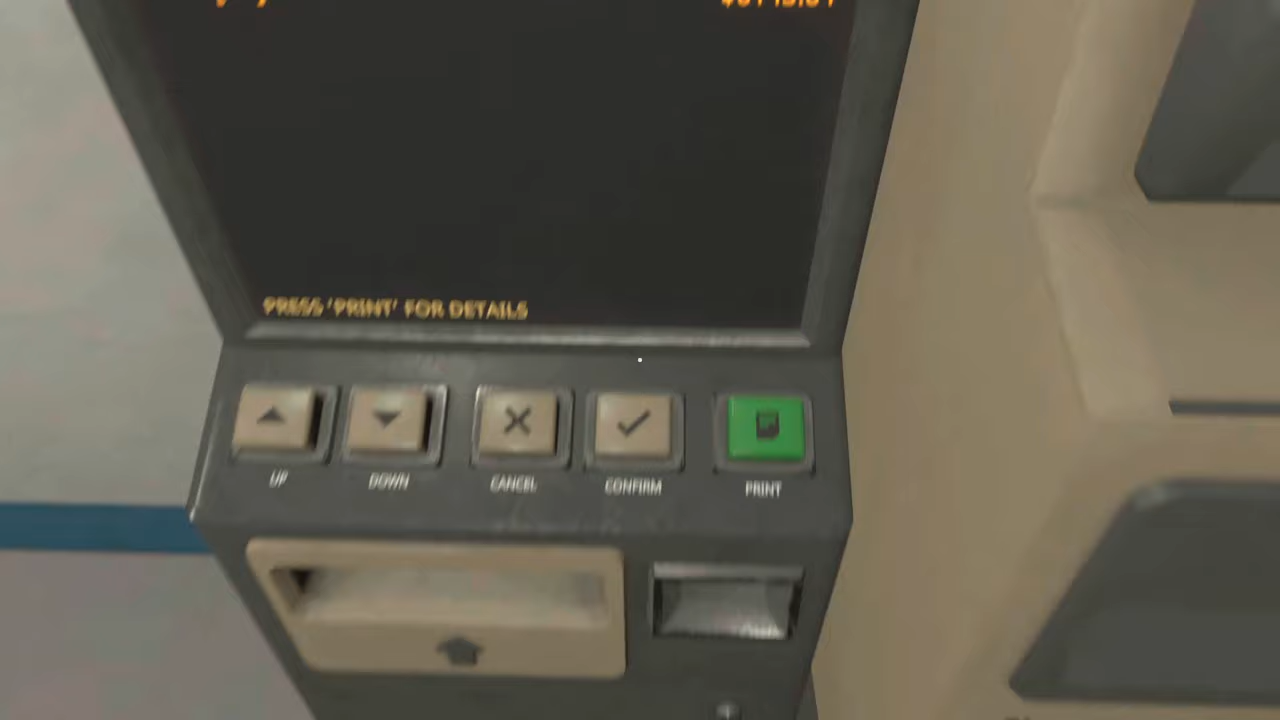 PRESS 'PRINT' FOR DETAILS
UP
DOWN
CANCEL
CONFIRM
PRINT